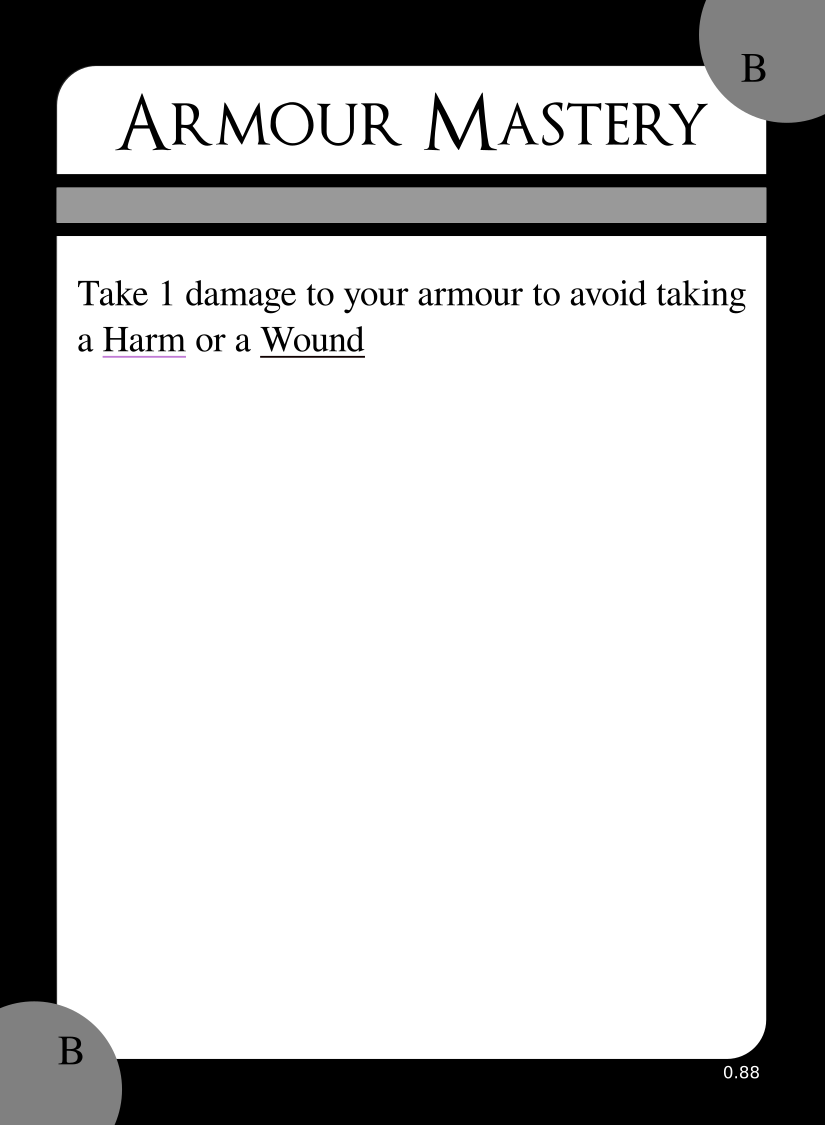 B
Armour Mastery
Take 1 damage to your armour to avoid taking
a Harm or a Wound
B
0.88